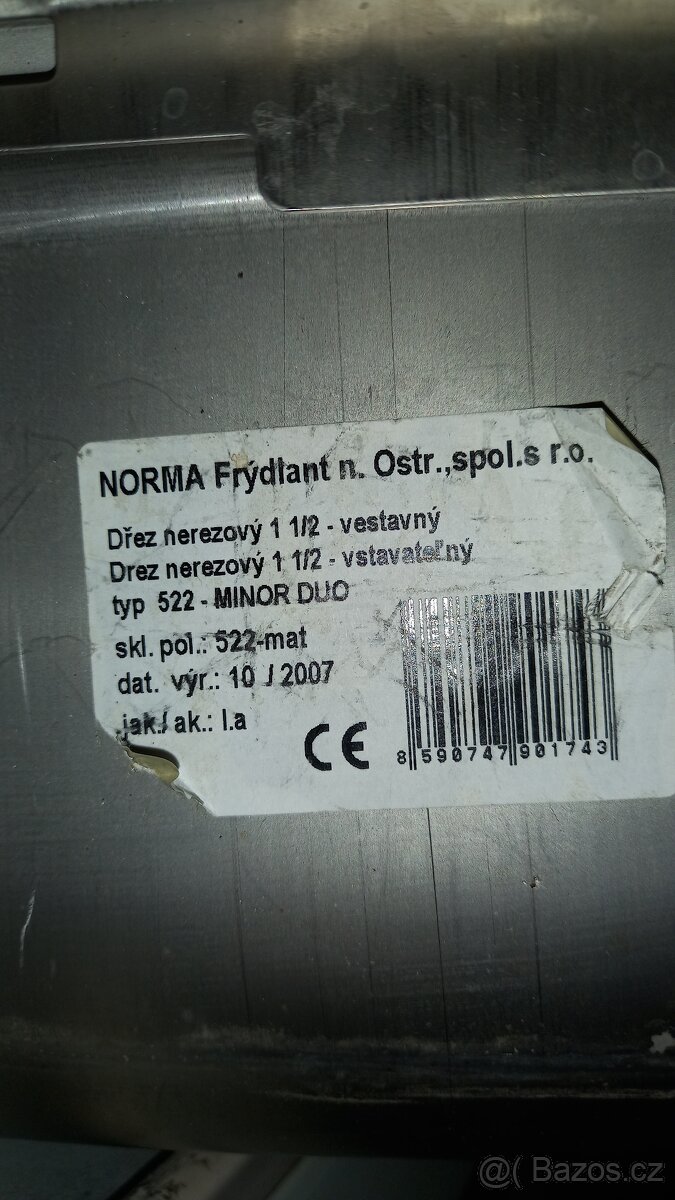 NORMA Frýdlant n. Ostr.,spol.s r.o.
Dřez nerezový 1 1/2 - vestavný
Drez nerezový 1 1/2 - vstavateľný
typ 522 - MINOR DUO
skl. pol.: 522-mat
dat. výr.: 10 / 2007
jak./ ak.: I.a
CE
8 590747 901743
@( Bazos.cz